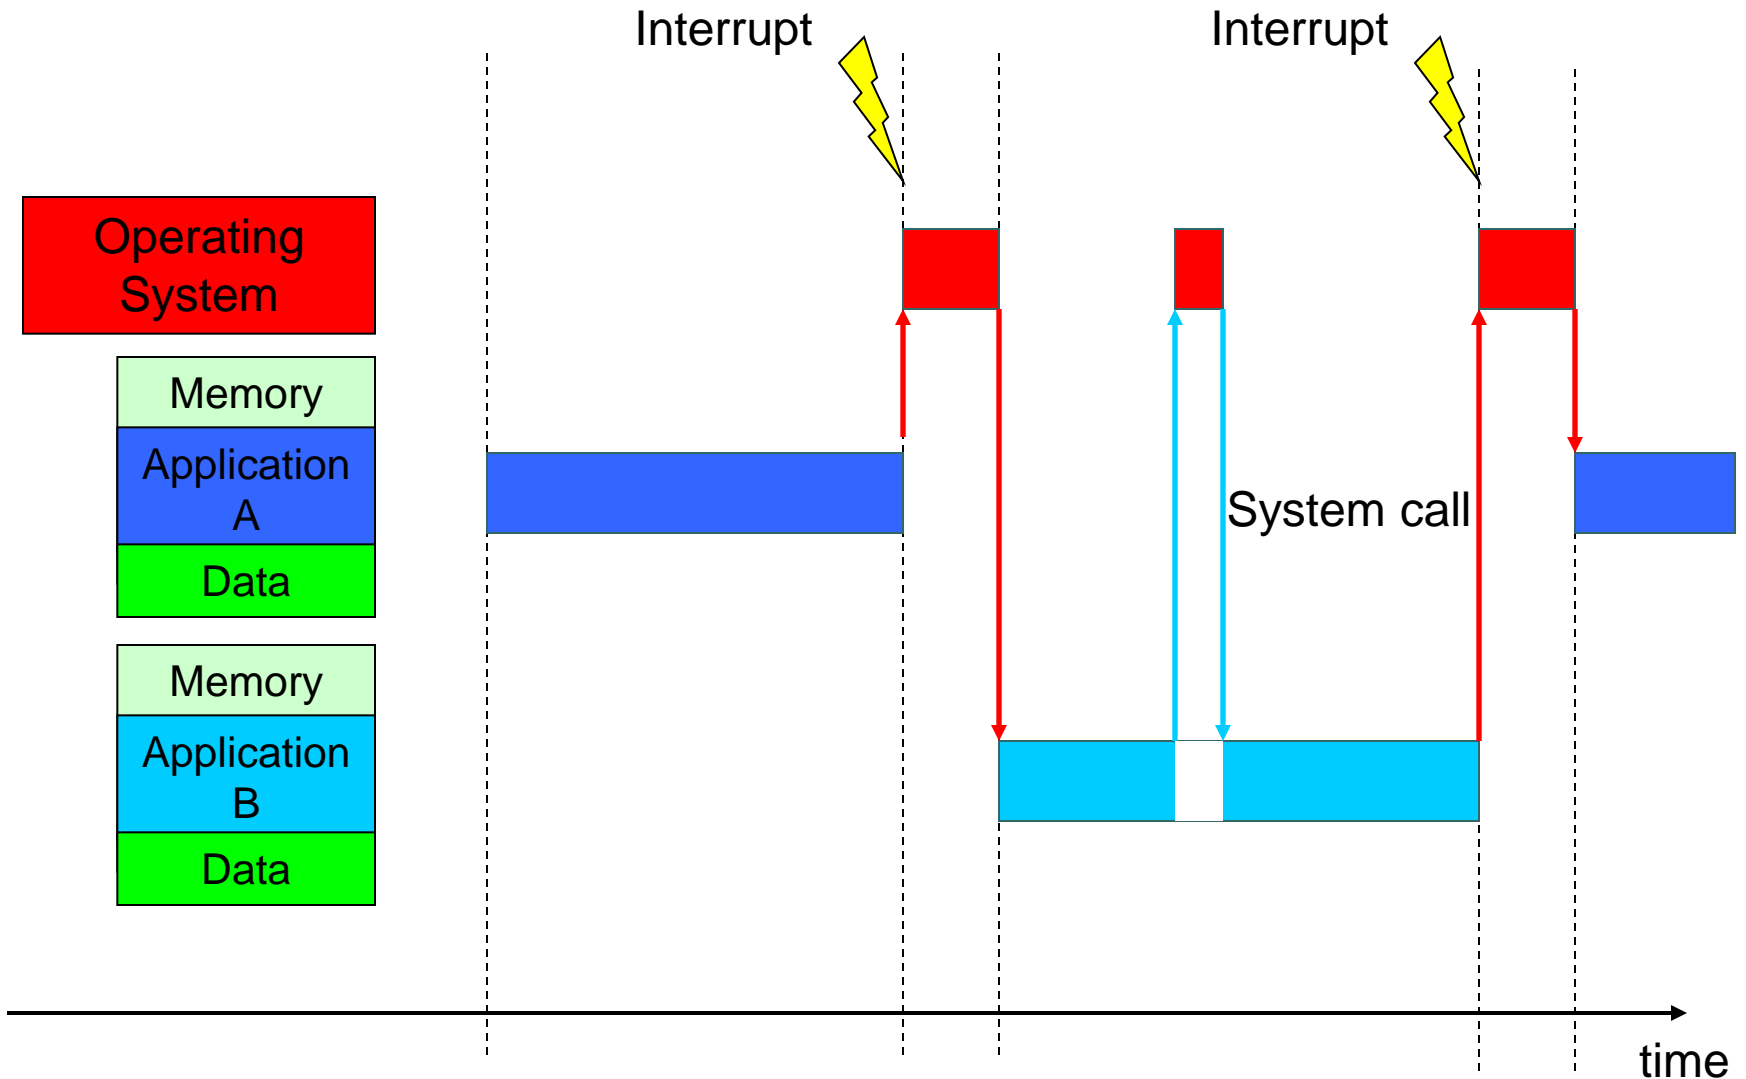 Interrupt
Interrupt
Operating
System
Memory
Application
A
Data
System call
Memory
Application
B
Data
time